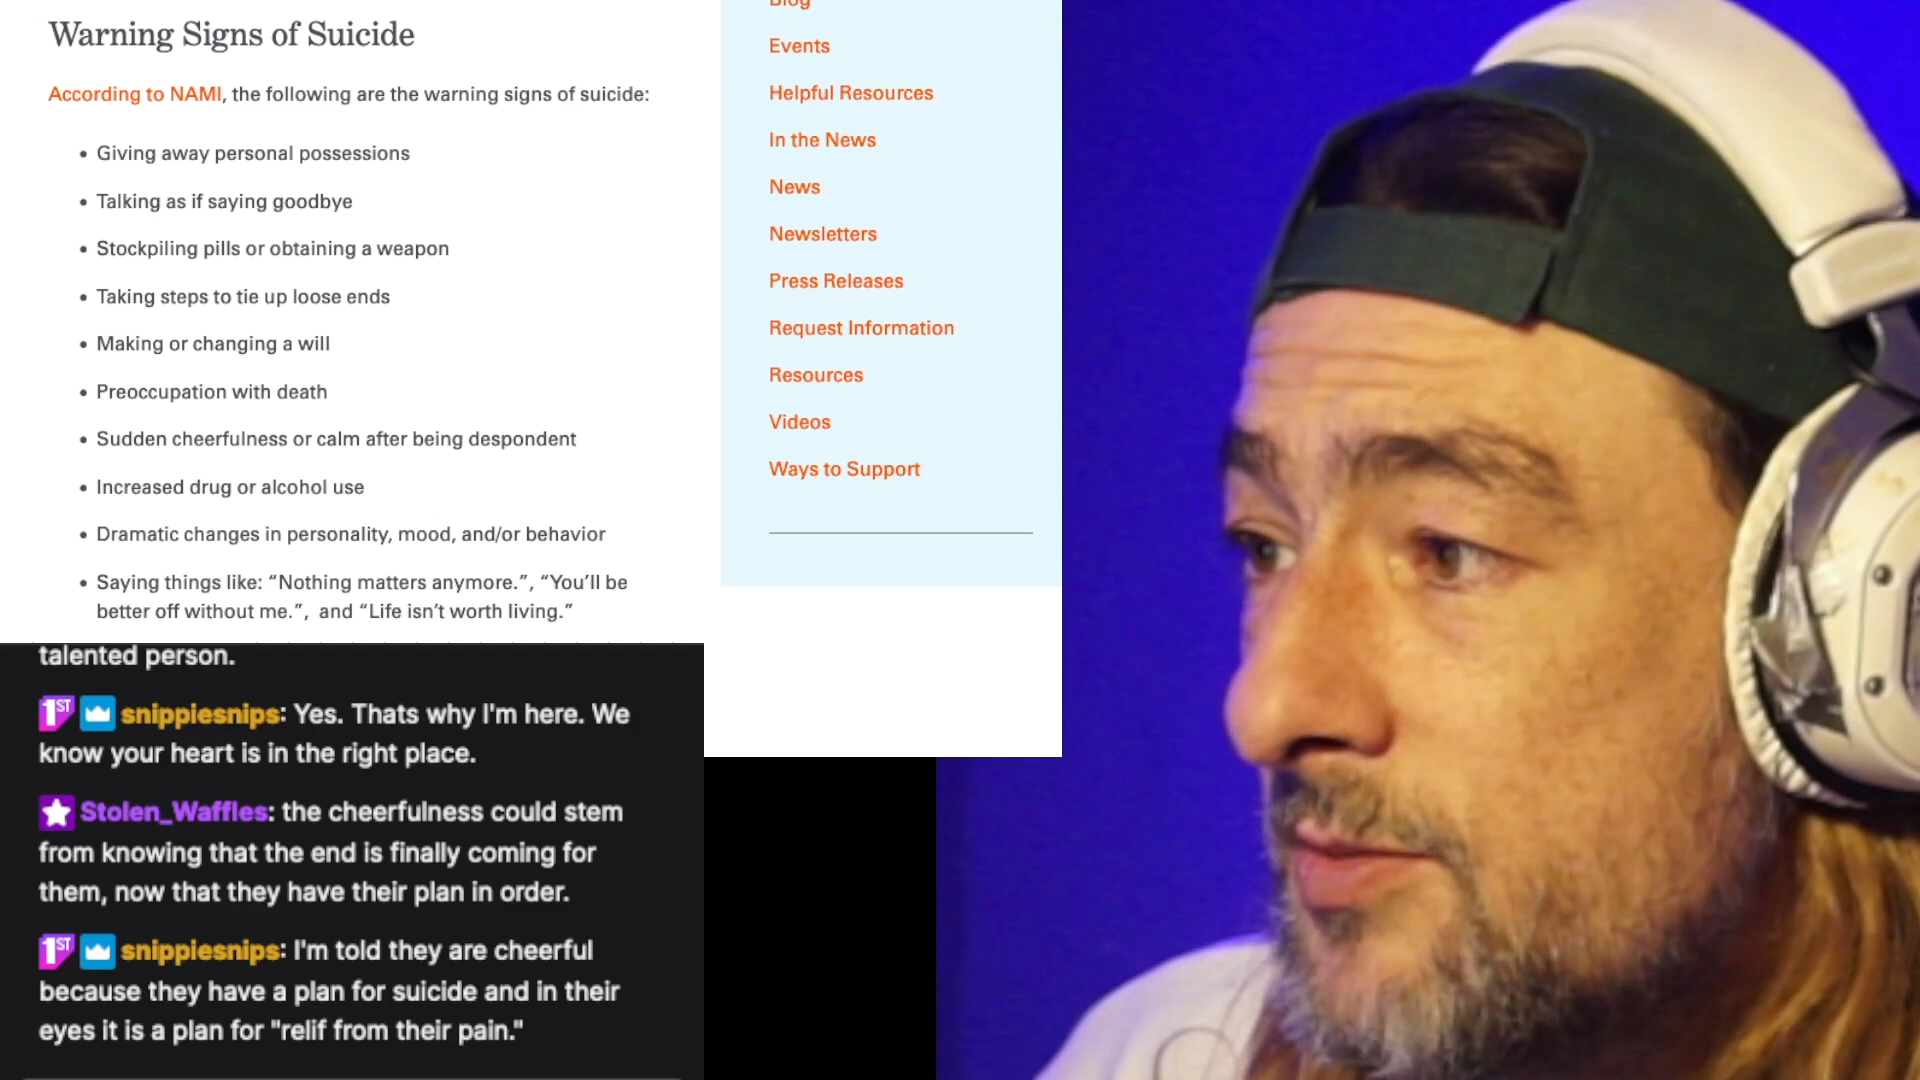 Warning Signs of Suicide
According to NAMI, the following are the warning signs of suicide:
• Giving away personal possessions
• Talking as if saying goodbye
• Stockpiling pills or obtaining a weapon
• Taking steps to tie up loose ends
• Making or changing a will
• Preoccupation with death
• Sudden cheerfulness or calm after being despondent
• Increased drug or alcohol use
• Dramatic changes in personality, mood, and/or behavior
• Saying things like: “Nothing matters anymore.”, “You’ll be
better off without me.”, and “Life isn’t worth living.”
Blog
Events
Helpful Resources
In the News
News
Newsletters
Press Releases
Request Information
Resources
Videos
Ways to Support
talented person.
1ST snippiesnips: Yes. Thats why I'm here. We
know your heart is in the right place.
Stolen_Waffles: the cheerfulness could stem
from knowing that the end is finally coming for
them, now that they have their plan in order.
1ST snippiesnips: I'm told they are cheerful
because they have a plan for suicide and in their
eyes it is a plan for "relif from their pain."